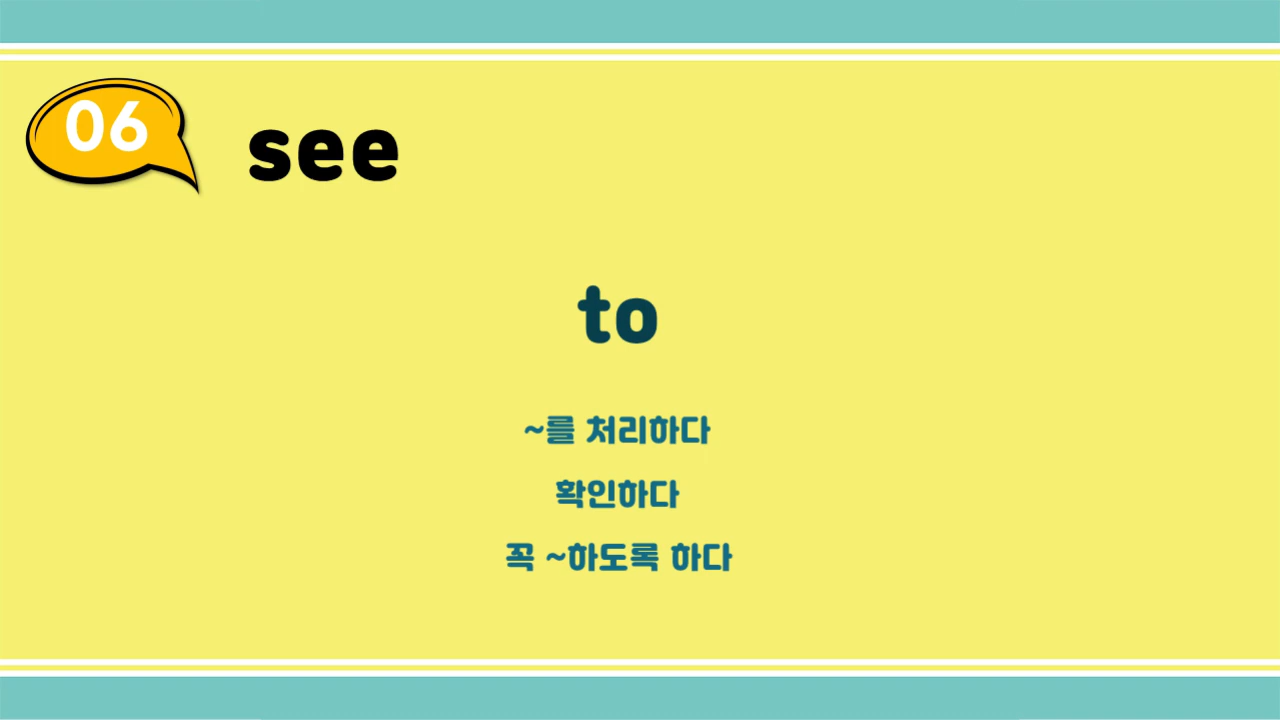 06
see
to
~를 처리하다
확인하다
꼭 ~하도록 하다